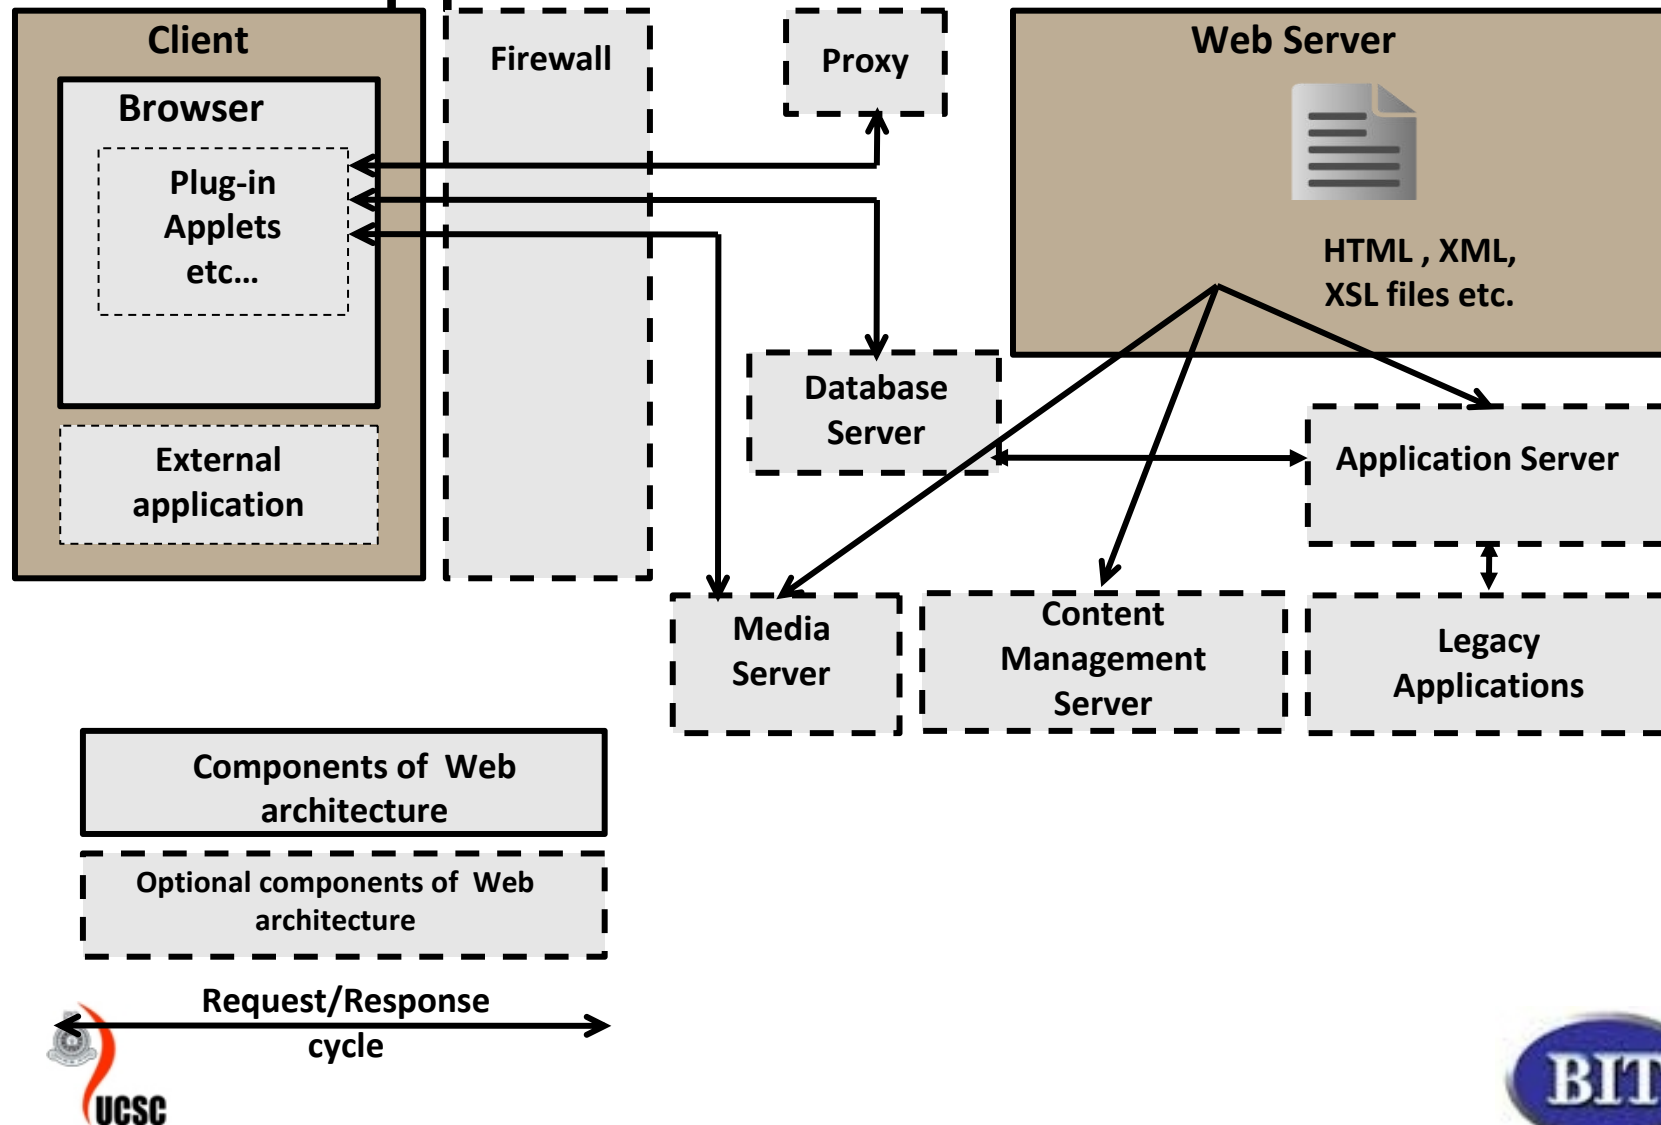 Client
Browser
Plug-in
Applets
etc…
External
application
Firewall
Proxy
Web Server
HTML , XML,
XSL files etc.
Database
Server
Application Server
Media
Server
Content
Management
Server
Legacy
Applications
Components of  Web
architecture
Optional components of  Web
architecture
Request/Response
cycle
UCSC
BIT